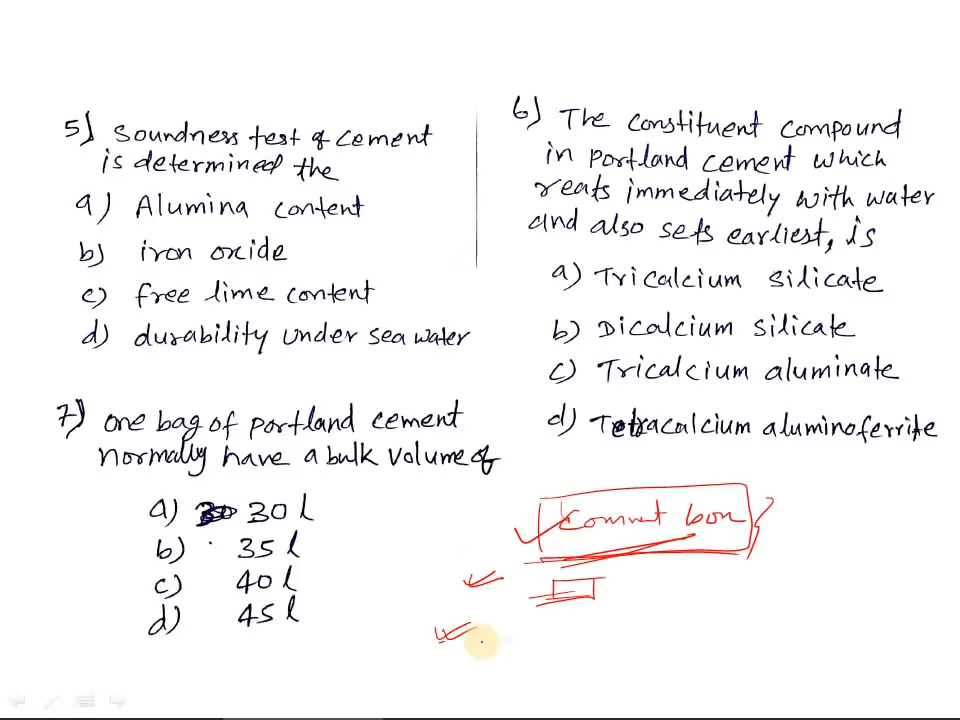 5) Soundness test of cement
is determined the
a) Alumina content
b) iron oxide
c) free lime content
d) durability under sea water
6) The constituent compound
in portland cement which
reats immediately with water
and also sets earliest, is
a) Tricalcium silicate
b) Dicalcium silicate
c) Tricalcium aluminate
d) Tetracalcium aluminoferrite
7) one bag of portland cement
normally have a bulk volume of
a) 30 l
b) 35 l
c) 40 l
d) 45 l
Comment box